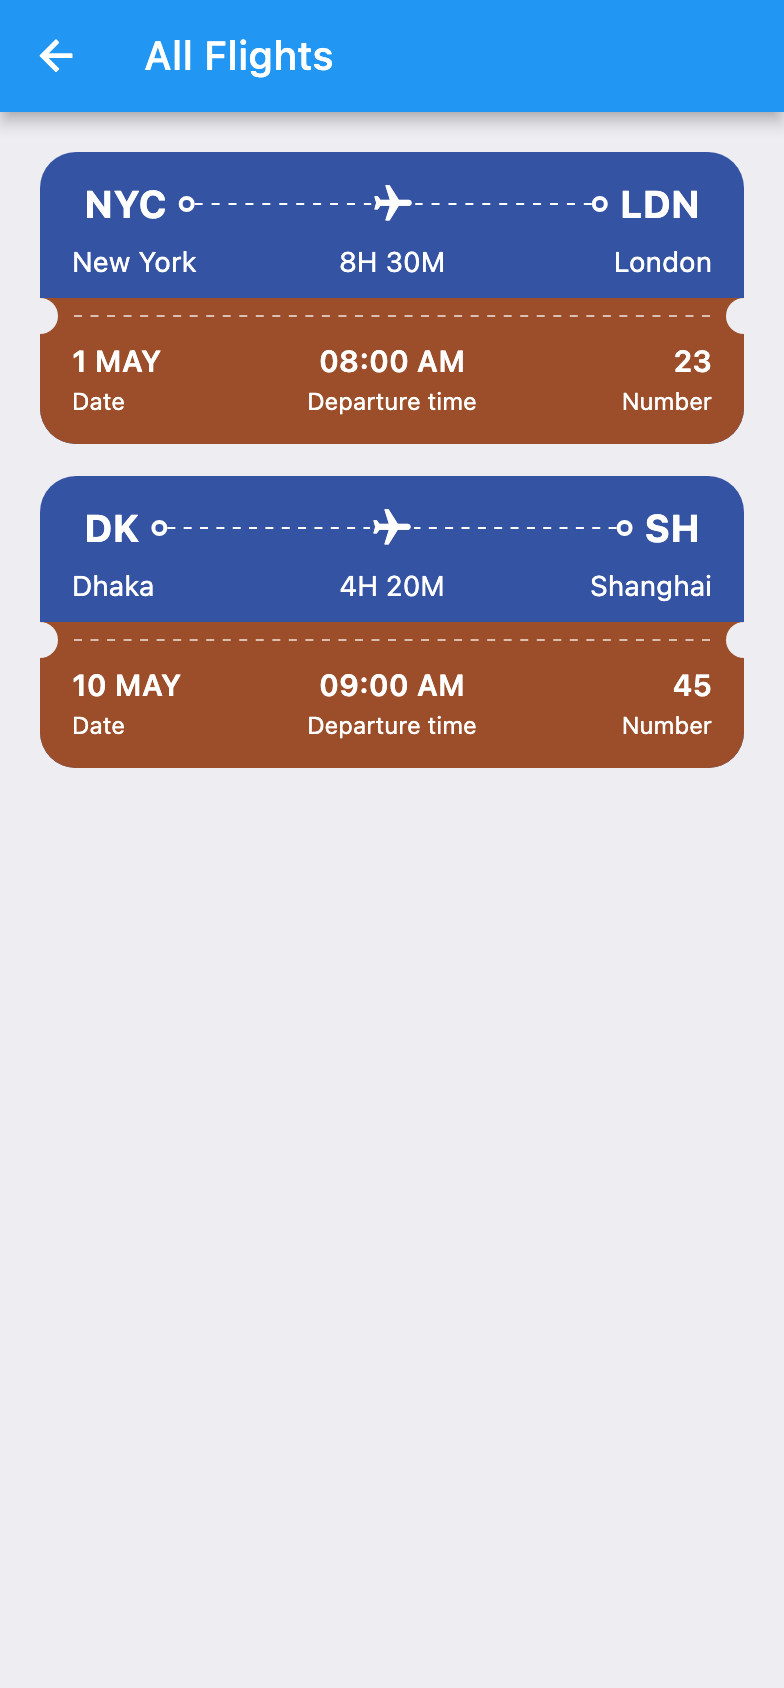 All Flights
NYC LDN
New York 8H 30M London
1 MAY 08:00 AM 23
Date Departure time Number
DK SH
Dhaka 4H 20M Shanghai
10 MAY 09:00 AM 45
Date Departure time Number